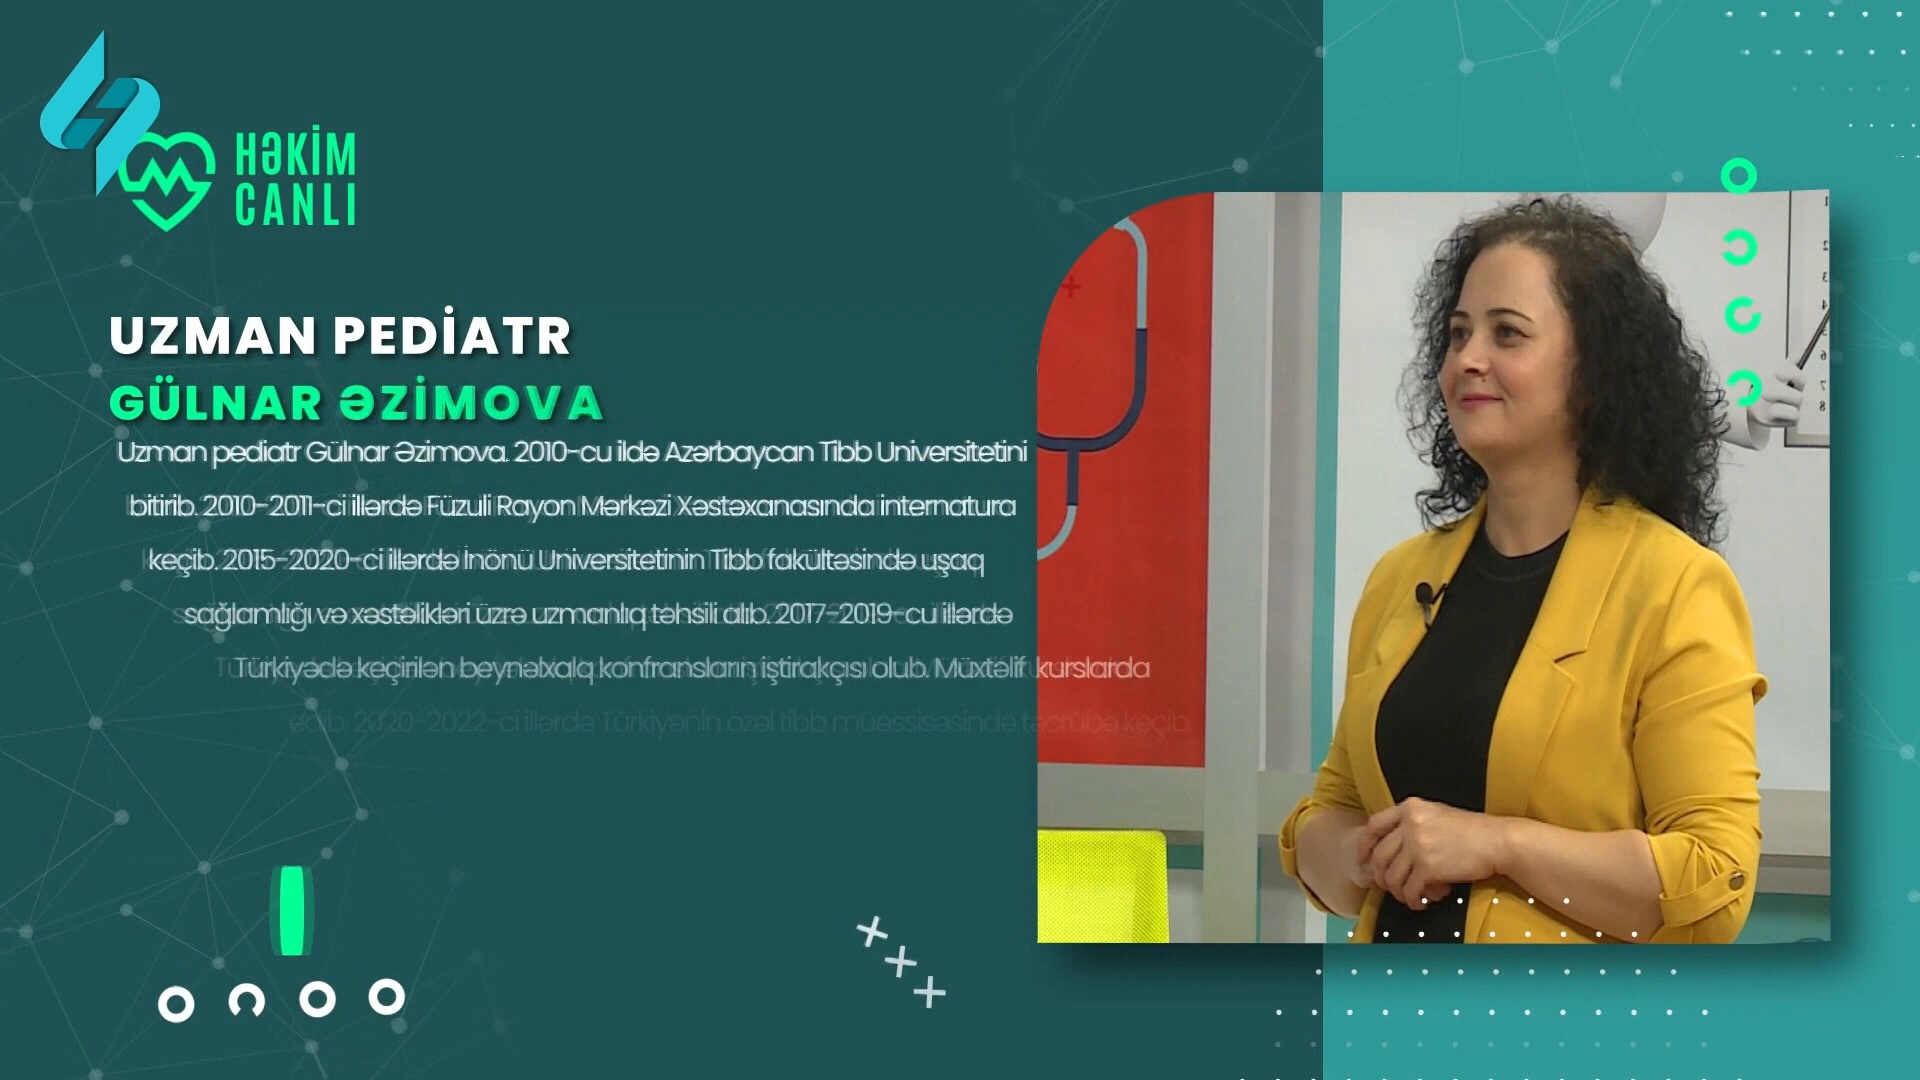 HƏKİM
CANLI
UZMAN PEDİATR
GÜLNAR ƏZİMOVA
Uzman pediatr Gülnar Əzimova. 2010-cu ildə Azərbaycan Tibb Universitetini
bitirib. 2010-2011-ci illərdə Füzuli Rayon Mərkəzi Xəstəxanasında internatura
keçib. 2015-2020-ci illərdə İnönü Universitetinin Tibb fakültəsində uşaq
sağlamlığı və xəstəlikləri üzrə uzmanlıq təhsili alıb. 2017-2019-cu illərdə
Türkiyədə keçirilən beynəlxalq konfransların iştirakçısı olub. Müxtəlif kurslarda
2020-2022-ci illərdə Türkiyənin özəl tibb müəssisəsində təcrübə keçib.